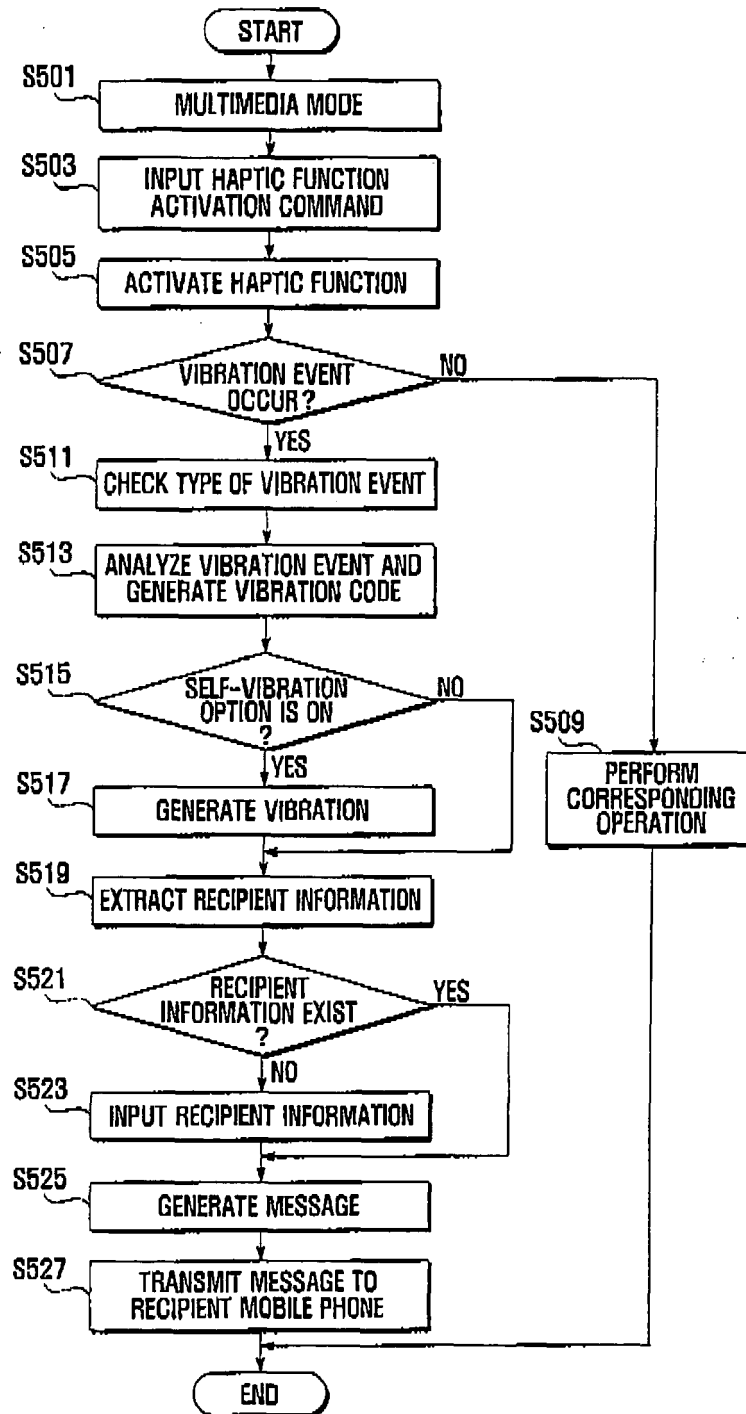 START
S501
MULTIMEDIA MODE
S503
INPUT HAPTIC FUNCTION
ACTIVATION COMMAND
S505
ACTIVATE HAPTIC FUNCTION
S507
VIBRATION EVENT
OCCUR?
NO
YES
S511
CHECK TYPE OF VIBRATION EVENT
S513
ANALYZE VIBRATION EVENT AND
GENERATE VIBRATION CODE
S515
SELF-VIBRATION
OPTION IS ON
?
NO
YES
S509
PERFORM
CORRESPONDING
OPERATION
S517
GENERATE VIBRATION
S519
EXTRACT RECIPIENT INFORMATION
S521
RECIPIENT
INFORMATION EXIST
?
YES
NO
S523
INPUT RECIPIENT INFORMATION
S525
GENERATE MESSAGE
S527
TRANSMIT MESSAGE TO
RECIPIENT MOBILE PHONE
END